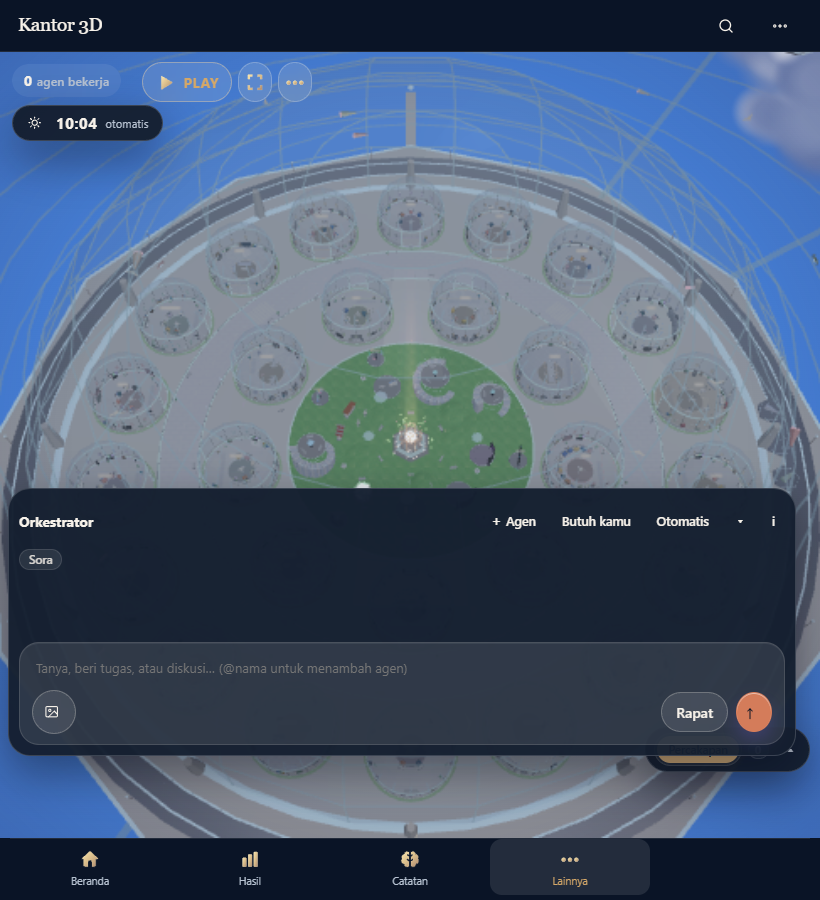 Kantor 3D
0 agen bekerja
PLAY
10:04 otomatis
Orkestrator
+ Agen
Butuh kamu
Otomatis
i
Sora
Tanya, beri tugas, atau diskusi... (@nama untuk menambah agen)
Rapat
Beranda
Hasil
Catatan
Lainnya